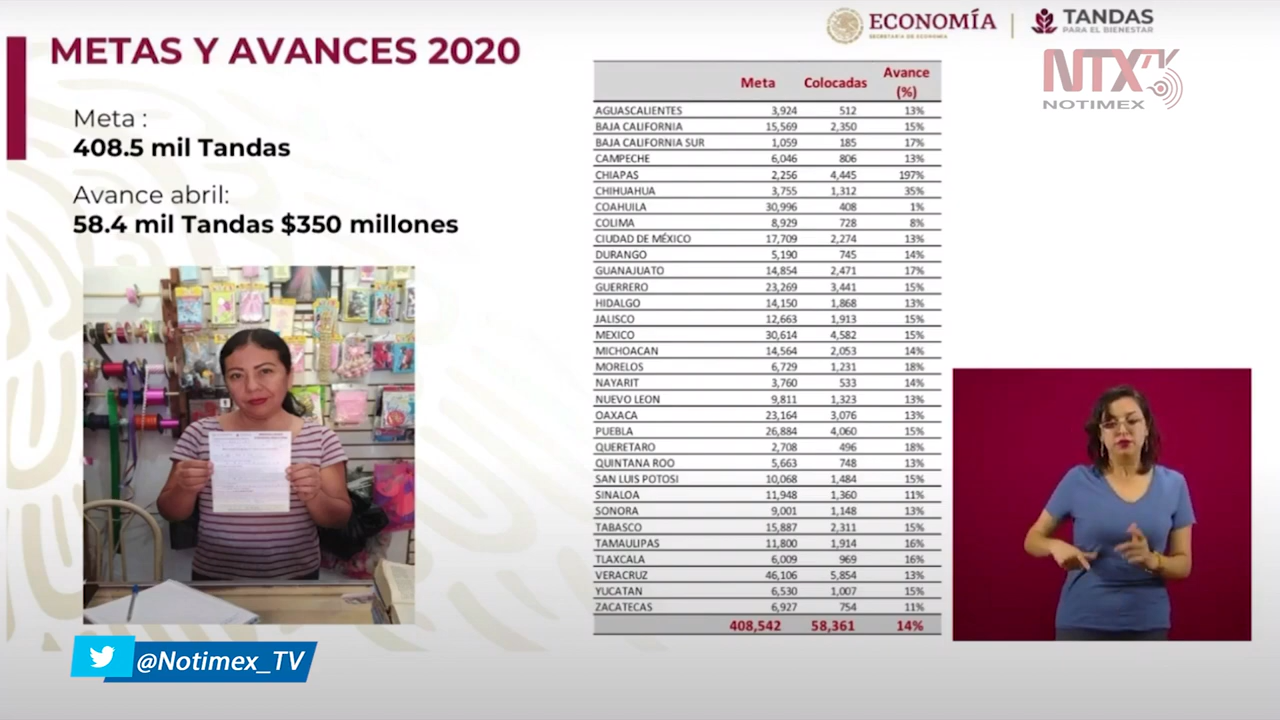 METAS Y AVANCES 2020
Meta :
408.5 mil Tandas
Avance abril:
58.4 mil Tandas $350 millones
ECONOMÍA
SECRETARÍA DE ECONOMÍA
TANDAS
PARA EL BIENESTAR
NTX
NOTIMEX
Meta Colocadas Avance (%)
AGUASCALIENTES 3,924 512 13%
BAJA CALIFORNIA 15,569 2,350 15%
BAJA CALIFORNIA SUR 1,059 185 17%
CAMPECHE 6,046 806 13%
CHIAPAS 2,256 4,445 197%
CHIHUAHUA 3,755 1,312 35%
COAHUILA 30,996 408 1%
COLIMA 8,929 728 8%
CIUDAD DE MÉXICO 17,709 2,274 13%
DURANGO 5,190 745 14%
GUANAJUATO 14,854 2,471 17%
GUERRERO 23,269 3,441 15%
HIDALGO 14,150 1,868 13%
JALISCO 12,663 1,913 15%
MEXICO 30,614 4,582 15%
MICHOACAN 14,564 2,053 14%
MORELOS 6,729 1,231 18%
NAYARIT 3,760 533 14%
NUEVO LEON 9,811 1,323 13%
OAXACA 23,164 3,076 13%
PUEBLA 26,884 4,060 15%
QUERETARO 2,708 496 18%
QUINTANA ROO 5,663 748 13%
SAN LUIS POTOSI 10,068 1,484 15%
SINALOA 11,948 1,360 11%
SONORA 9,001 1,148 13%
TABASCO 15,887 2,311 15%
TAMAULIPAS 11,800 1,914 16%
TLAXCALA 6,009 969 16%
VERACRUZ 46,106 5,854 13%
YUCATAN 6,530 1,007 15%
ZACATECAS 6,927 754 11%
408,542 58,361 14%
@Notimex_TV